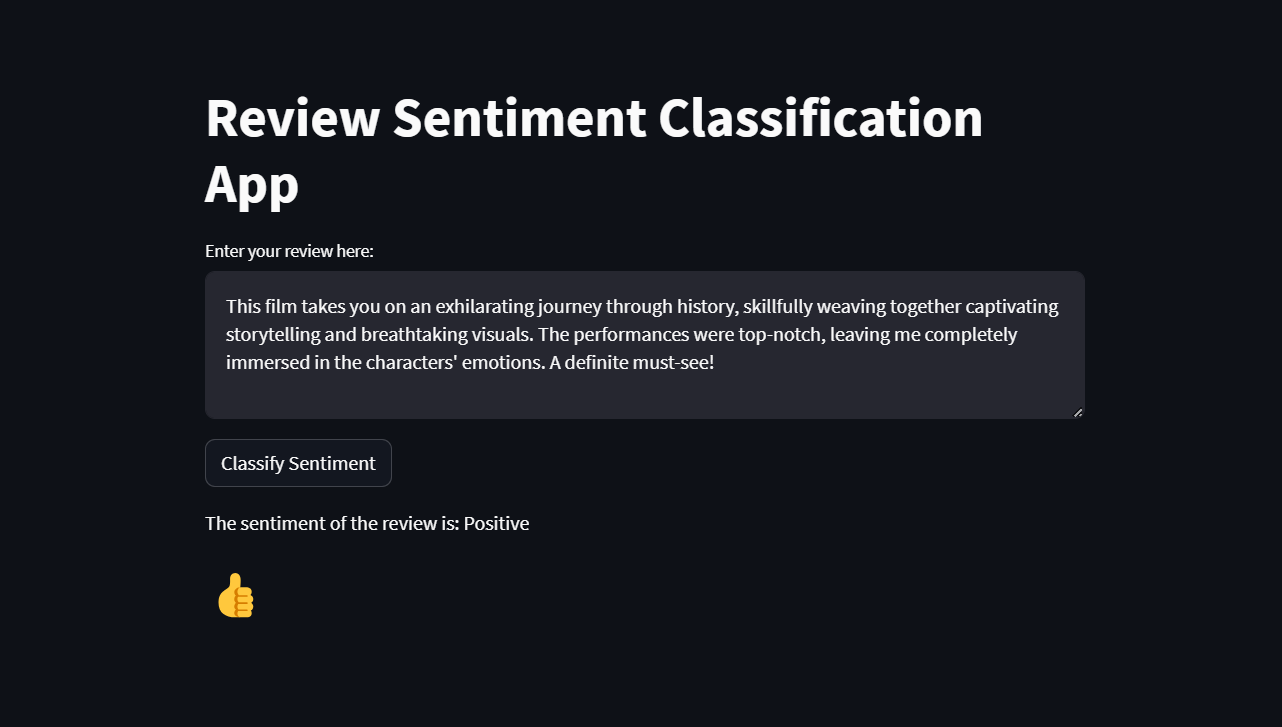 Review Sentiment Classification
App
Enter your review here:
This film takes you on an exhilarating journey through history, skillfully weaving together captivating
storytelling and breathtaking visuals. The performances were top-notch, leaving me completely
immersed in the characters' emotions. A definite must-see!
Classify Sentiment
The sentiment of the review is: Positive